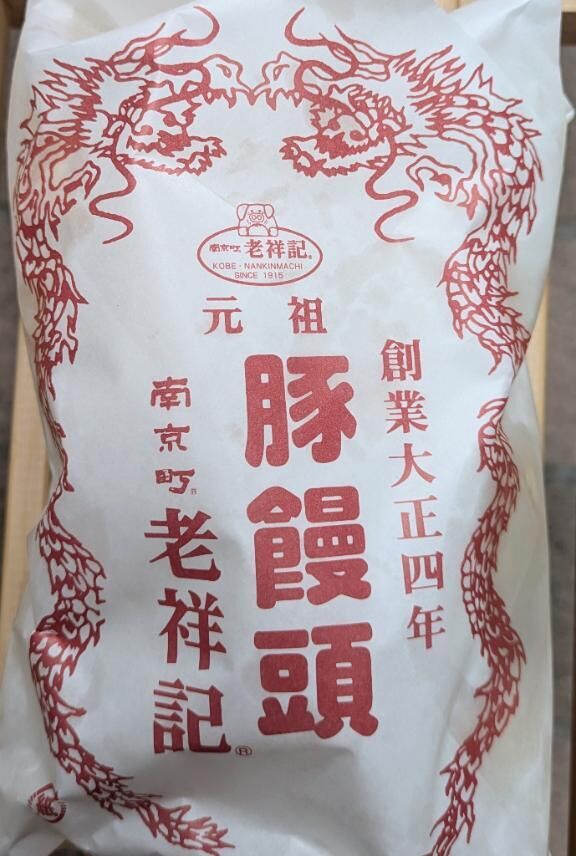 南京町 老祥記®
KOBE・NANKINMACHI
SINCE 1915
元祖
創業大正四年
豚饅頭
南京町 老祥記®